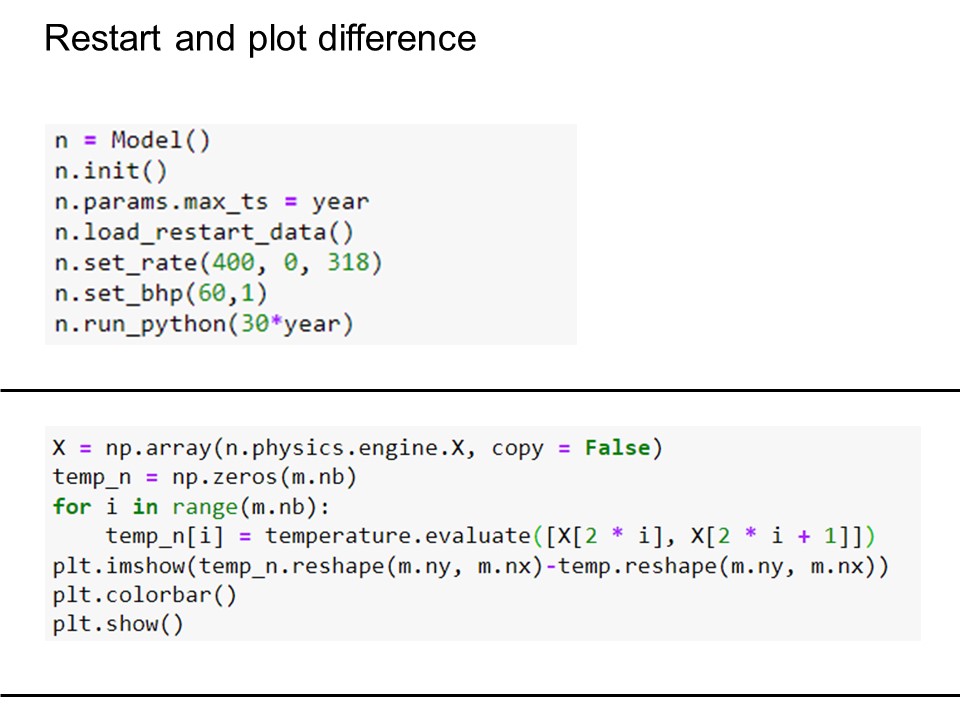 Restart and plot difference
n = Model()
n.init()
n.params.max_ts = year
n.load_restart_data()
n.set_rate(400, 0, 318)
n.set_bhp(60,1)
n.run_python(30*year)
X = np.array(n.physics.engine.X, copy = False)
temp_n = np.zeros(m.nb)
for i in range(m.nb):
    temp_n[i] = temperature.evaluate([X[2 * i], X[2 * i + 1]])
plt.imshow(temp_n.reshape(m.ny, m.nx)-temp.reshape(m.ny, m.nx))
plt.colorbar()
plt.show()